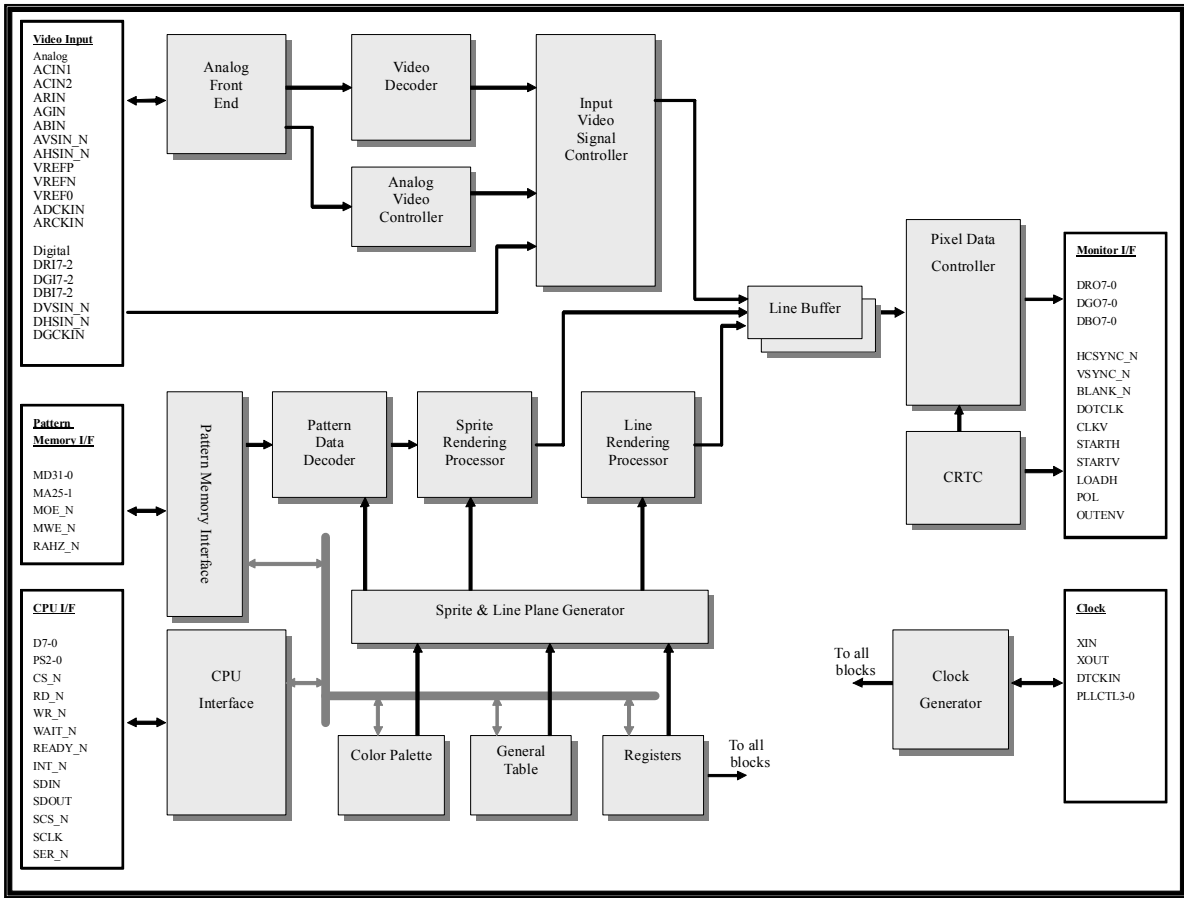 Video Input
Analog
ACIN1
ACIN2
ARIN
AGIN
ABIN
AVSIN_N
AHSIN_N
VREFP
VREFN
VREF0
ADCKIN
ARCKIN
Digital
DRI7-2
DGI7-2
DBI7-2
DVSIN_N
DHSIN_N
DGCKIN
Analog
Front
End
Video
Decoder
Analog
Video
Controller
Input
Video
Signal
Controller
Line Buffer
Pixel Data
Controller
CRTC
Monitor I/F
DRO7-0
DGO7-0
DBO7-0
HCSYNC_N
VSYNC_N
BLANK_N
DOTCLK
CLKV
STARTH
STARTV
LOADH
POL
OUTENV
Pattern
Memory I/F
MD31-0
MA25-1
MOE_N
MWE_N
RAHZ_N
Pattern Memory Interface
Pattern
Data
Decoder
Sprite
Rendering
Processor
Line
Rendering
Processor
Sprite & Line Plane Generator
CPU I/F
D7-0
PS2-0
CS_N
RD_N
WR_N
WAIT_N
READY_N
INT_N
SDIN
SDOUT
SCS_N
SCLK
SER_N
CPU
Interface
Color Palette
General
Table
Registers
To all
blocks
To all
blocks
Clock
Generator
Clock
XIN
XOUT
DTCKIN
PLLCTL3-0